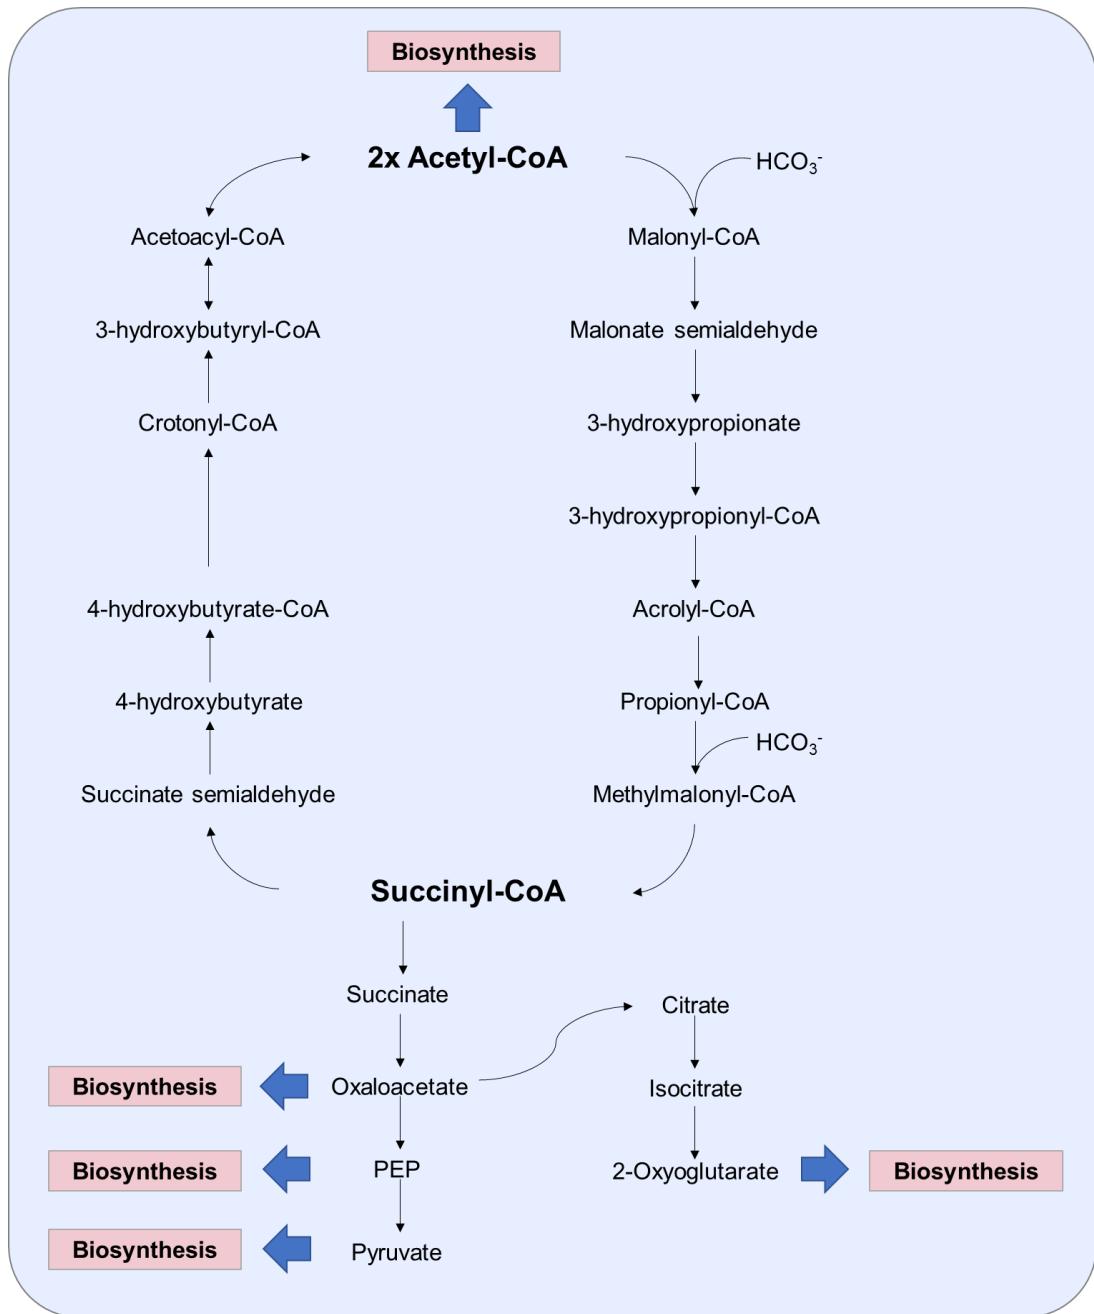 Biosynthesis
2x Acetyl-CoA
HCO₃⁻
Acetoacyl-CoA
Malonyl-CoA
3-hydroxybutyryl-CoA
Malonate semialdehyde
Crotonyl-CoA
3-hydroxypropionate
3-hydroxypropionyl-CoA
4-hydroxybutyrate-CoA
Acrolyl-CoA
4-hydroxybutyrate
Propionyl-CoA
HCO₃⁻
Succinate semialdehyde
Methylmalonyl-CoA
Succinyl-CoA
Succinate
Citrate
Biosynthesis
Oxaloacetate
Isocitrate
Biosynthesis
PEP
2-Oxyoglutarate
Biosynthesis
Biosynthesis
Pyruvate